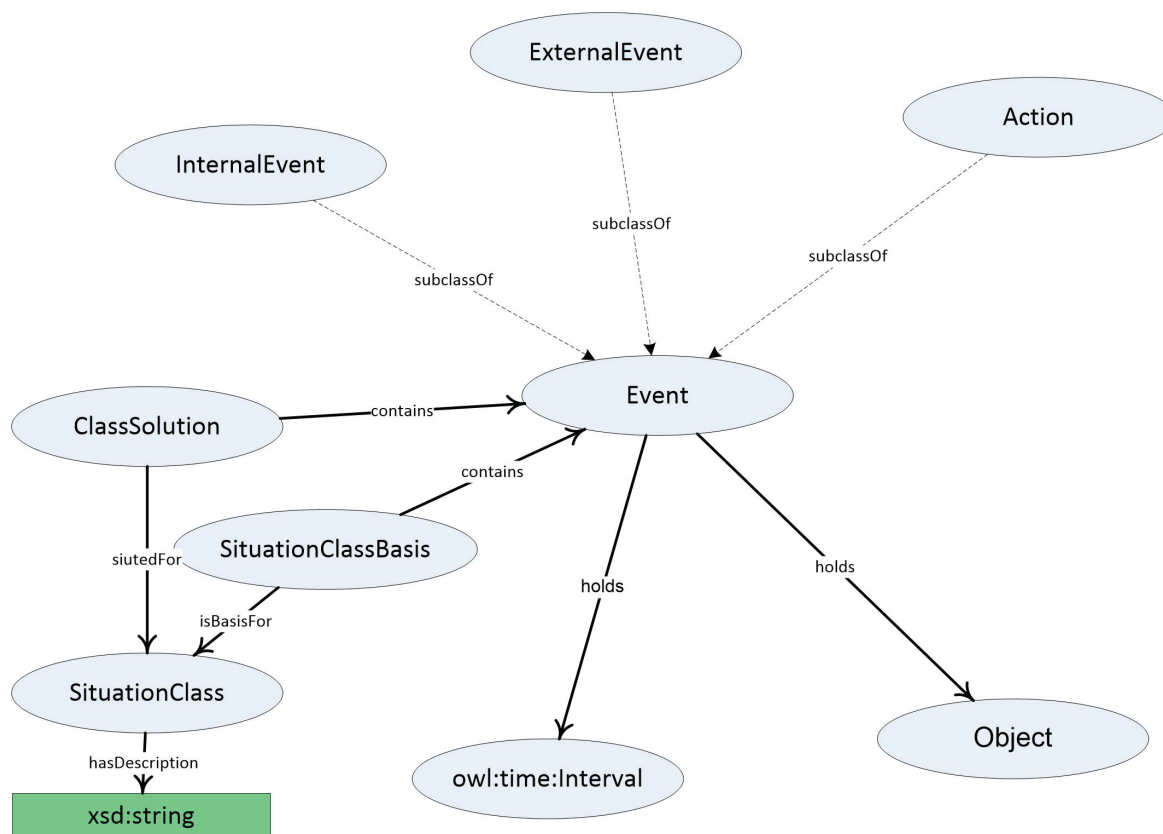 ExternalEvent
Action
InternalEvent
subclassOf
subclassOf
subclassOf
Event
ClassSolution
contains
contains
SituationClassBasis
siutedFor
holds
holds
isBasisFor
SituationClass
Object
hasDescription
owl:time:Interval
xsd:string